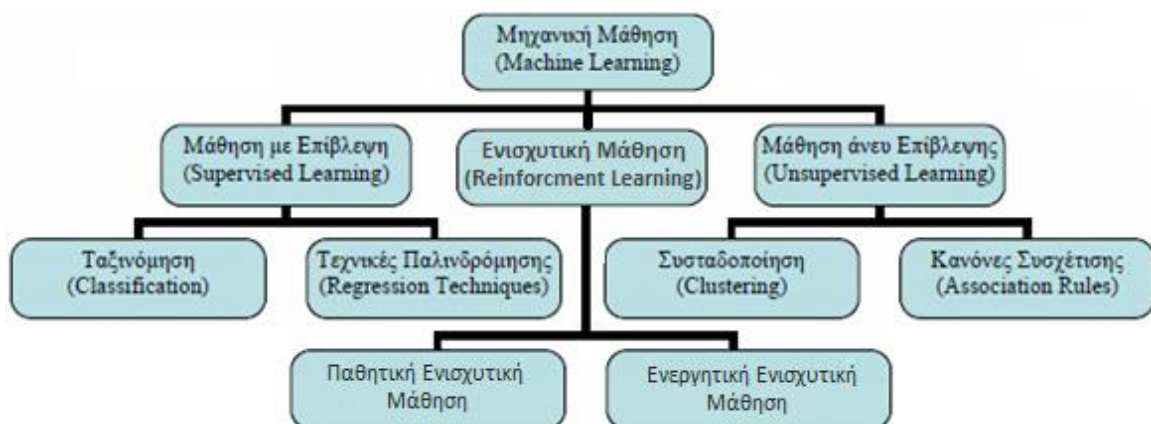 Μηχανική Μάθηση
(Machine Learning)
Μάθηση με Επίβλεψη
(Supervised Learning)
Ενισχυτική Μάθηση
(Reinforcment Learning)
Μάθηση άνευ Επίβλεψης
(Unsupervised Learning)
Ταξινόμηση
(Classification)
Τεχνικές Παλινδρόμησης
(Regression Techniques)
Συσταδοποίηση
(Clustering)
Κανόνες Συσχέτισης
(Association Rules)
Παθητική Ενισχυτική
Μάθηση
Ενεργητική Ενισχυτική
Μάθηση